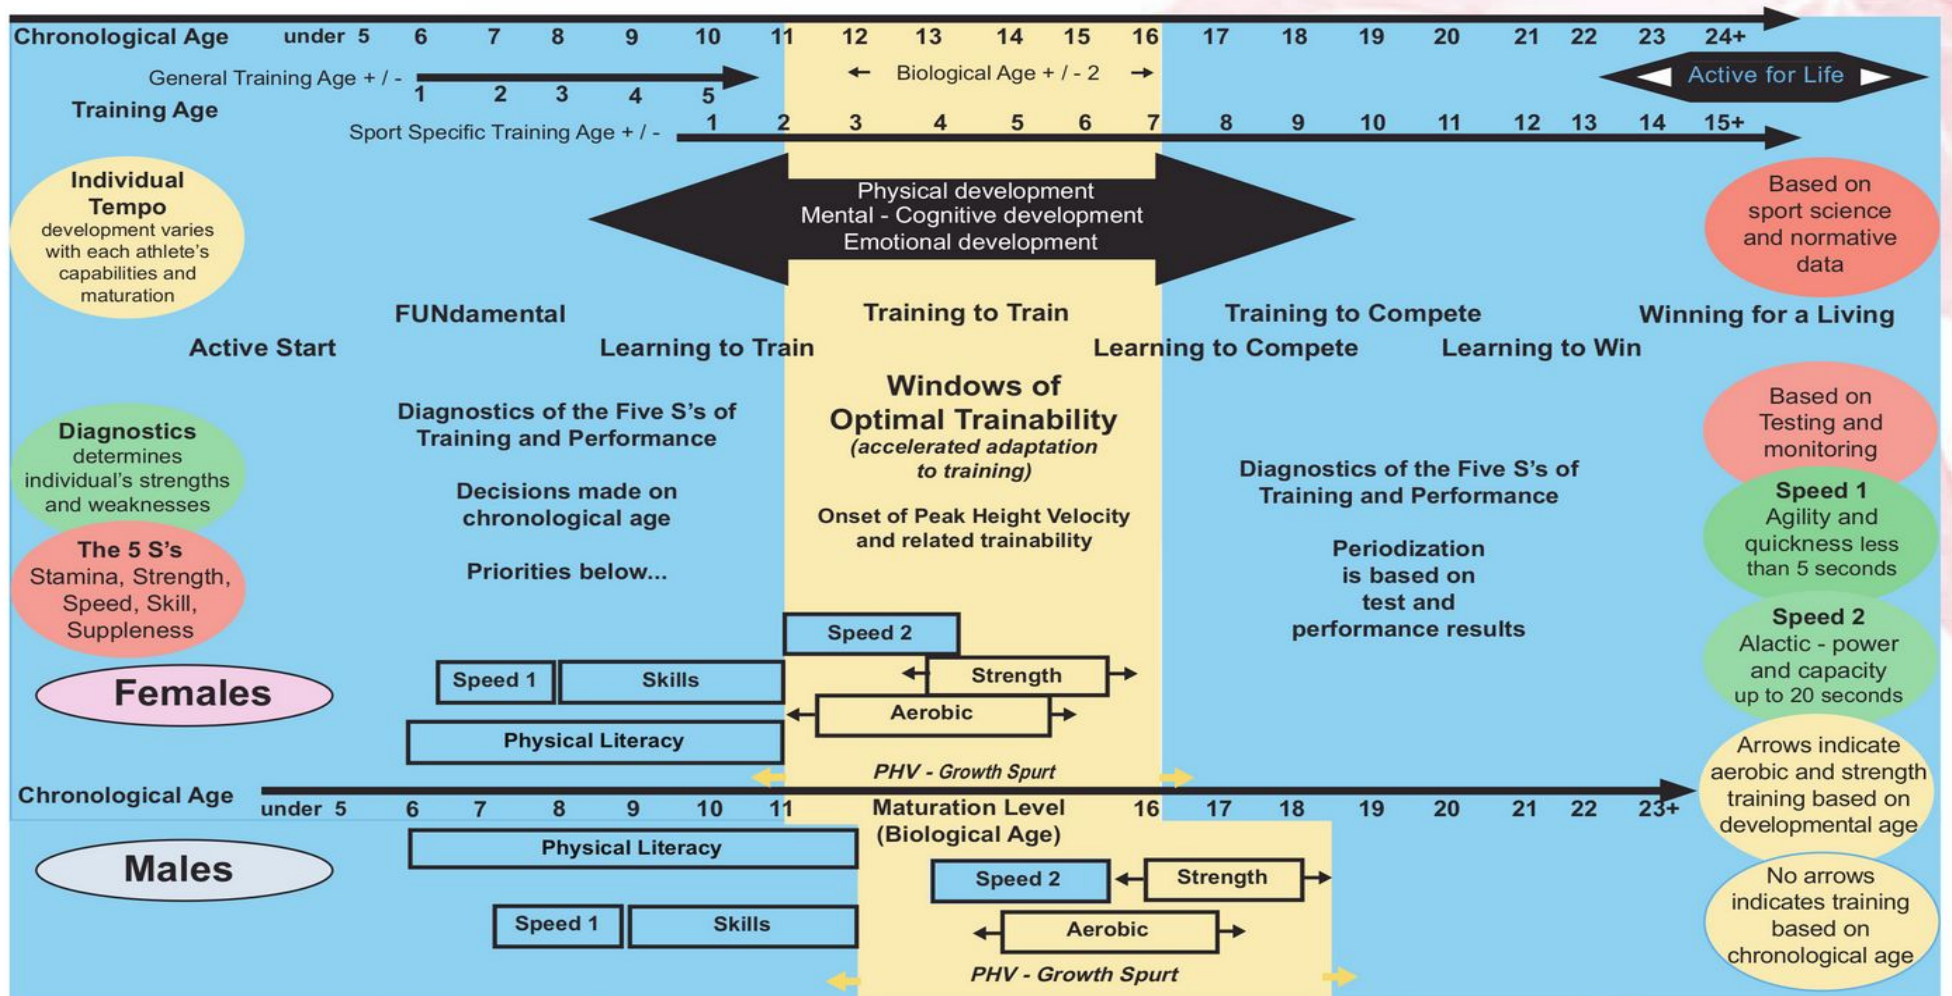 Chronological Age under 5 6 7 8 9 10 11 12 13 14 15 16 17 18 19 20 21 22 23 24+
General Training Age + / -
1 2 3 4 5
Biological Age + / - 2
Active for Life
Training Age
Sport Specific Training Age + / -
1 2 3 4 5 6 7 8 9 10 11 12 13 14 15+
Individual
Tempo
development varies
with each athlete's
capabilities and
maturation
Physical development
Mental - Cognitive development
Emotional development
Based on
sport science
and normative
data
Active Start
FUNdamental
Learning to Train
Training to Train
Learning to Compete
Training to Compete
Learning to Win
Winning for a Living
Diagnostics
determines
individual's strengths
and weaknesses
The 5 S's
Stamina, Strength,
Speed, Skill,
Suppleness
Diagnostics of the Five S's of
Training and Performance
Decisions made on
chronological age
Priorities below...
Windows of
Optimal Trainability
(accelerated adaptation
to training)
Onset of Peak Height Velocity
and related trainability
Diagnostics of the Five S's of
Training and Performance
Periodization
is based on
test and
performance results
Based on
Testing and
monitoring
Speed 1
Agility and
quickness less
than 5 seconds
Speed 2
Alactic - power
and capacity
up to 20 seconds
Females
Speed 1
Skills
Physical Literacy
Speed 2
Strength
Aerobic
PHV - Growth Spurt
Arrows indicate
aerobic and strength
training based on
developmental age
Chronological Age
under 5 6 7 8 9 10 11
Maturation Level
(Biological Age)
16 17 18 19 20 21 22 23+
Males
Physical Literacy
Speed 1
Skills
Speed 2
Strength
Aerobic
PHV - Growth Spurt
No arrows
indicates training
based on
chronological age